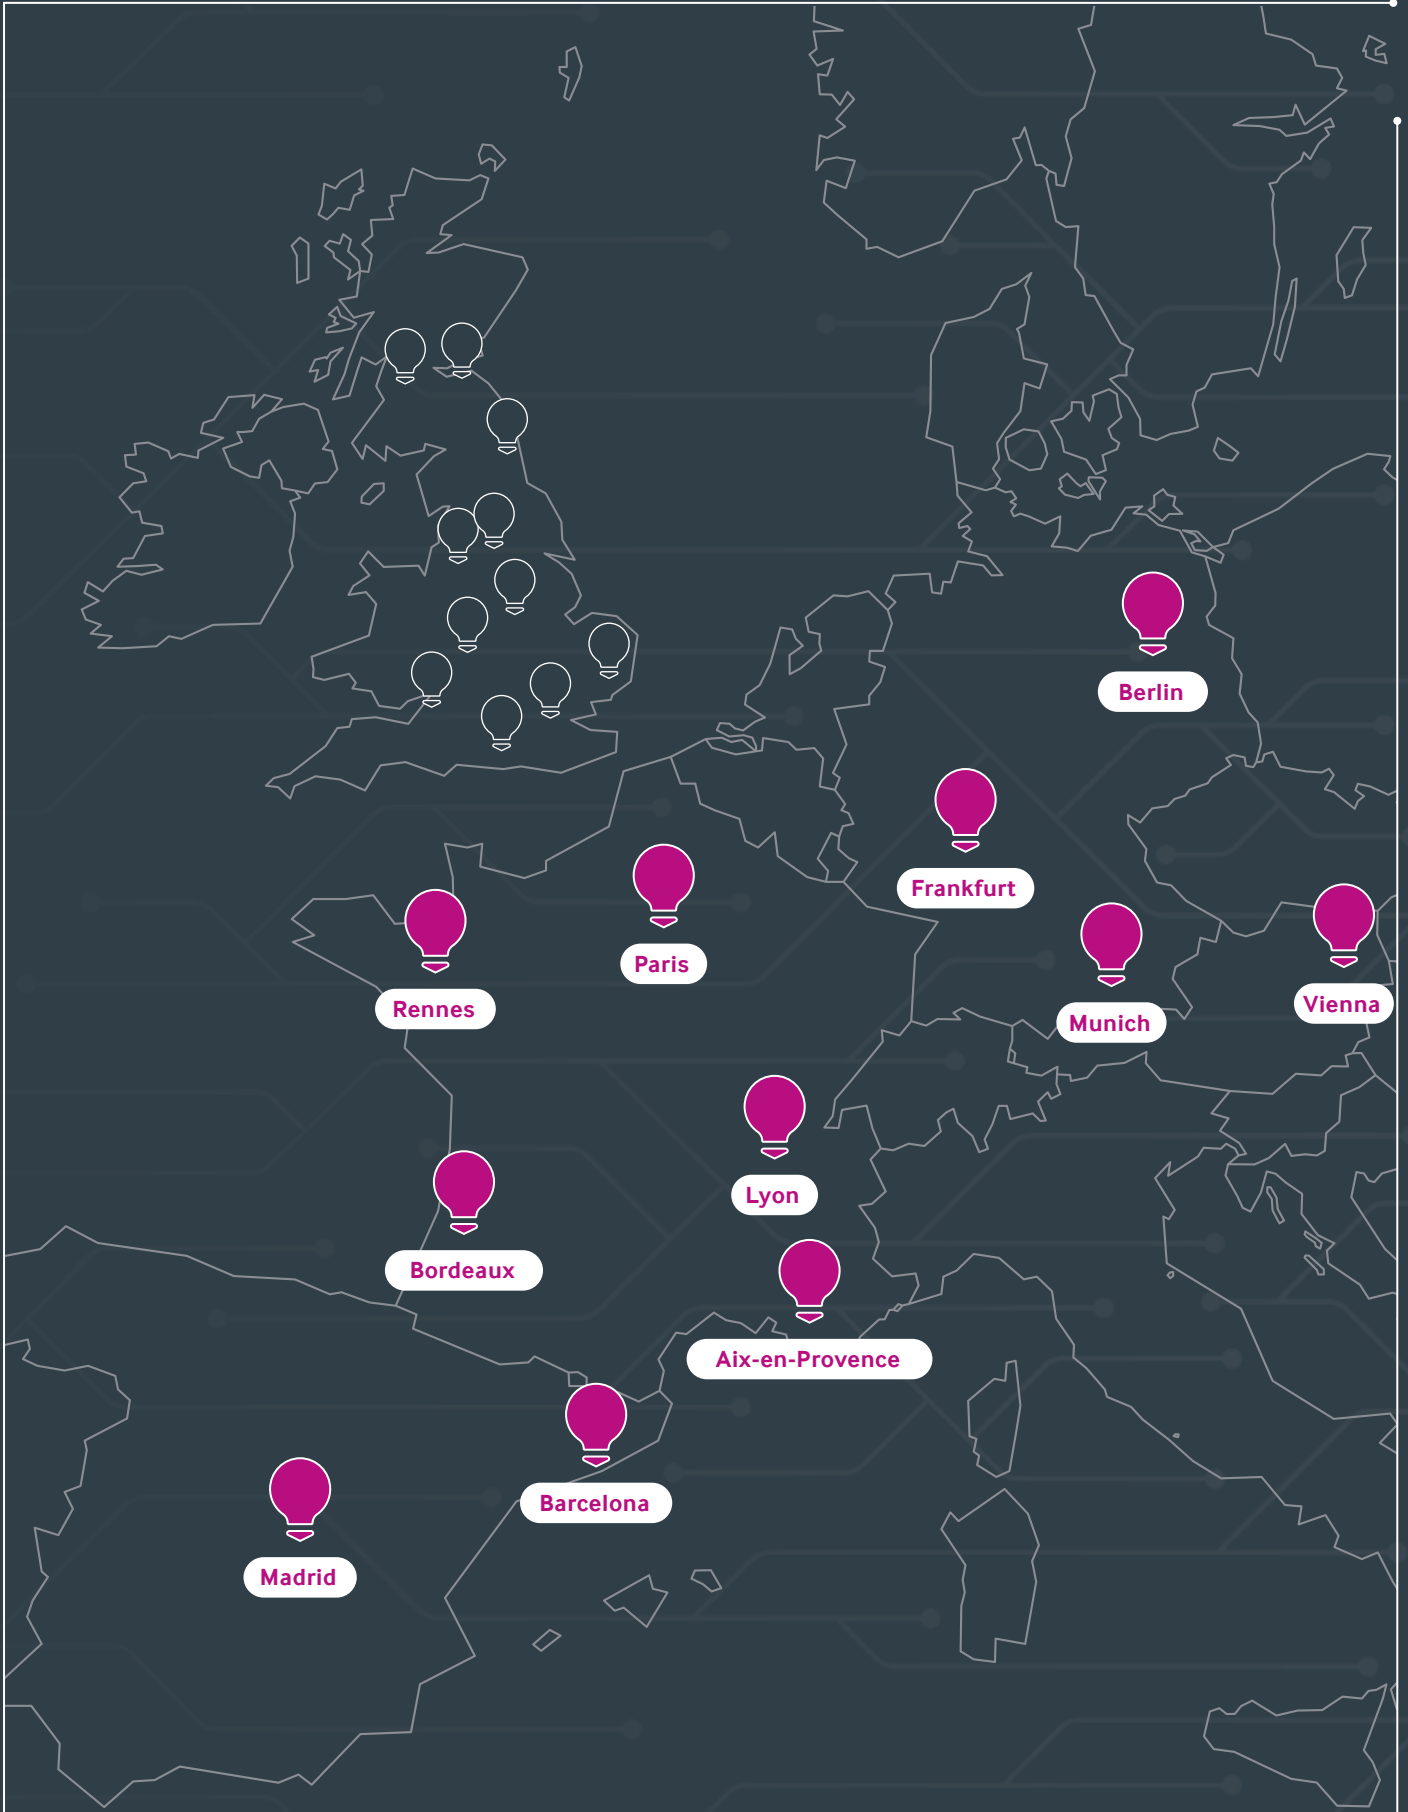 Berlin
Frankfurt
Paris
Rennes
Vienna
Munich
Lyon
Bordeaux
Aix-en-Provence
Barcelona
Madrid